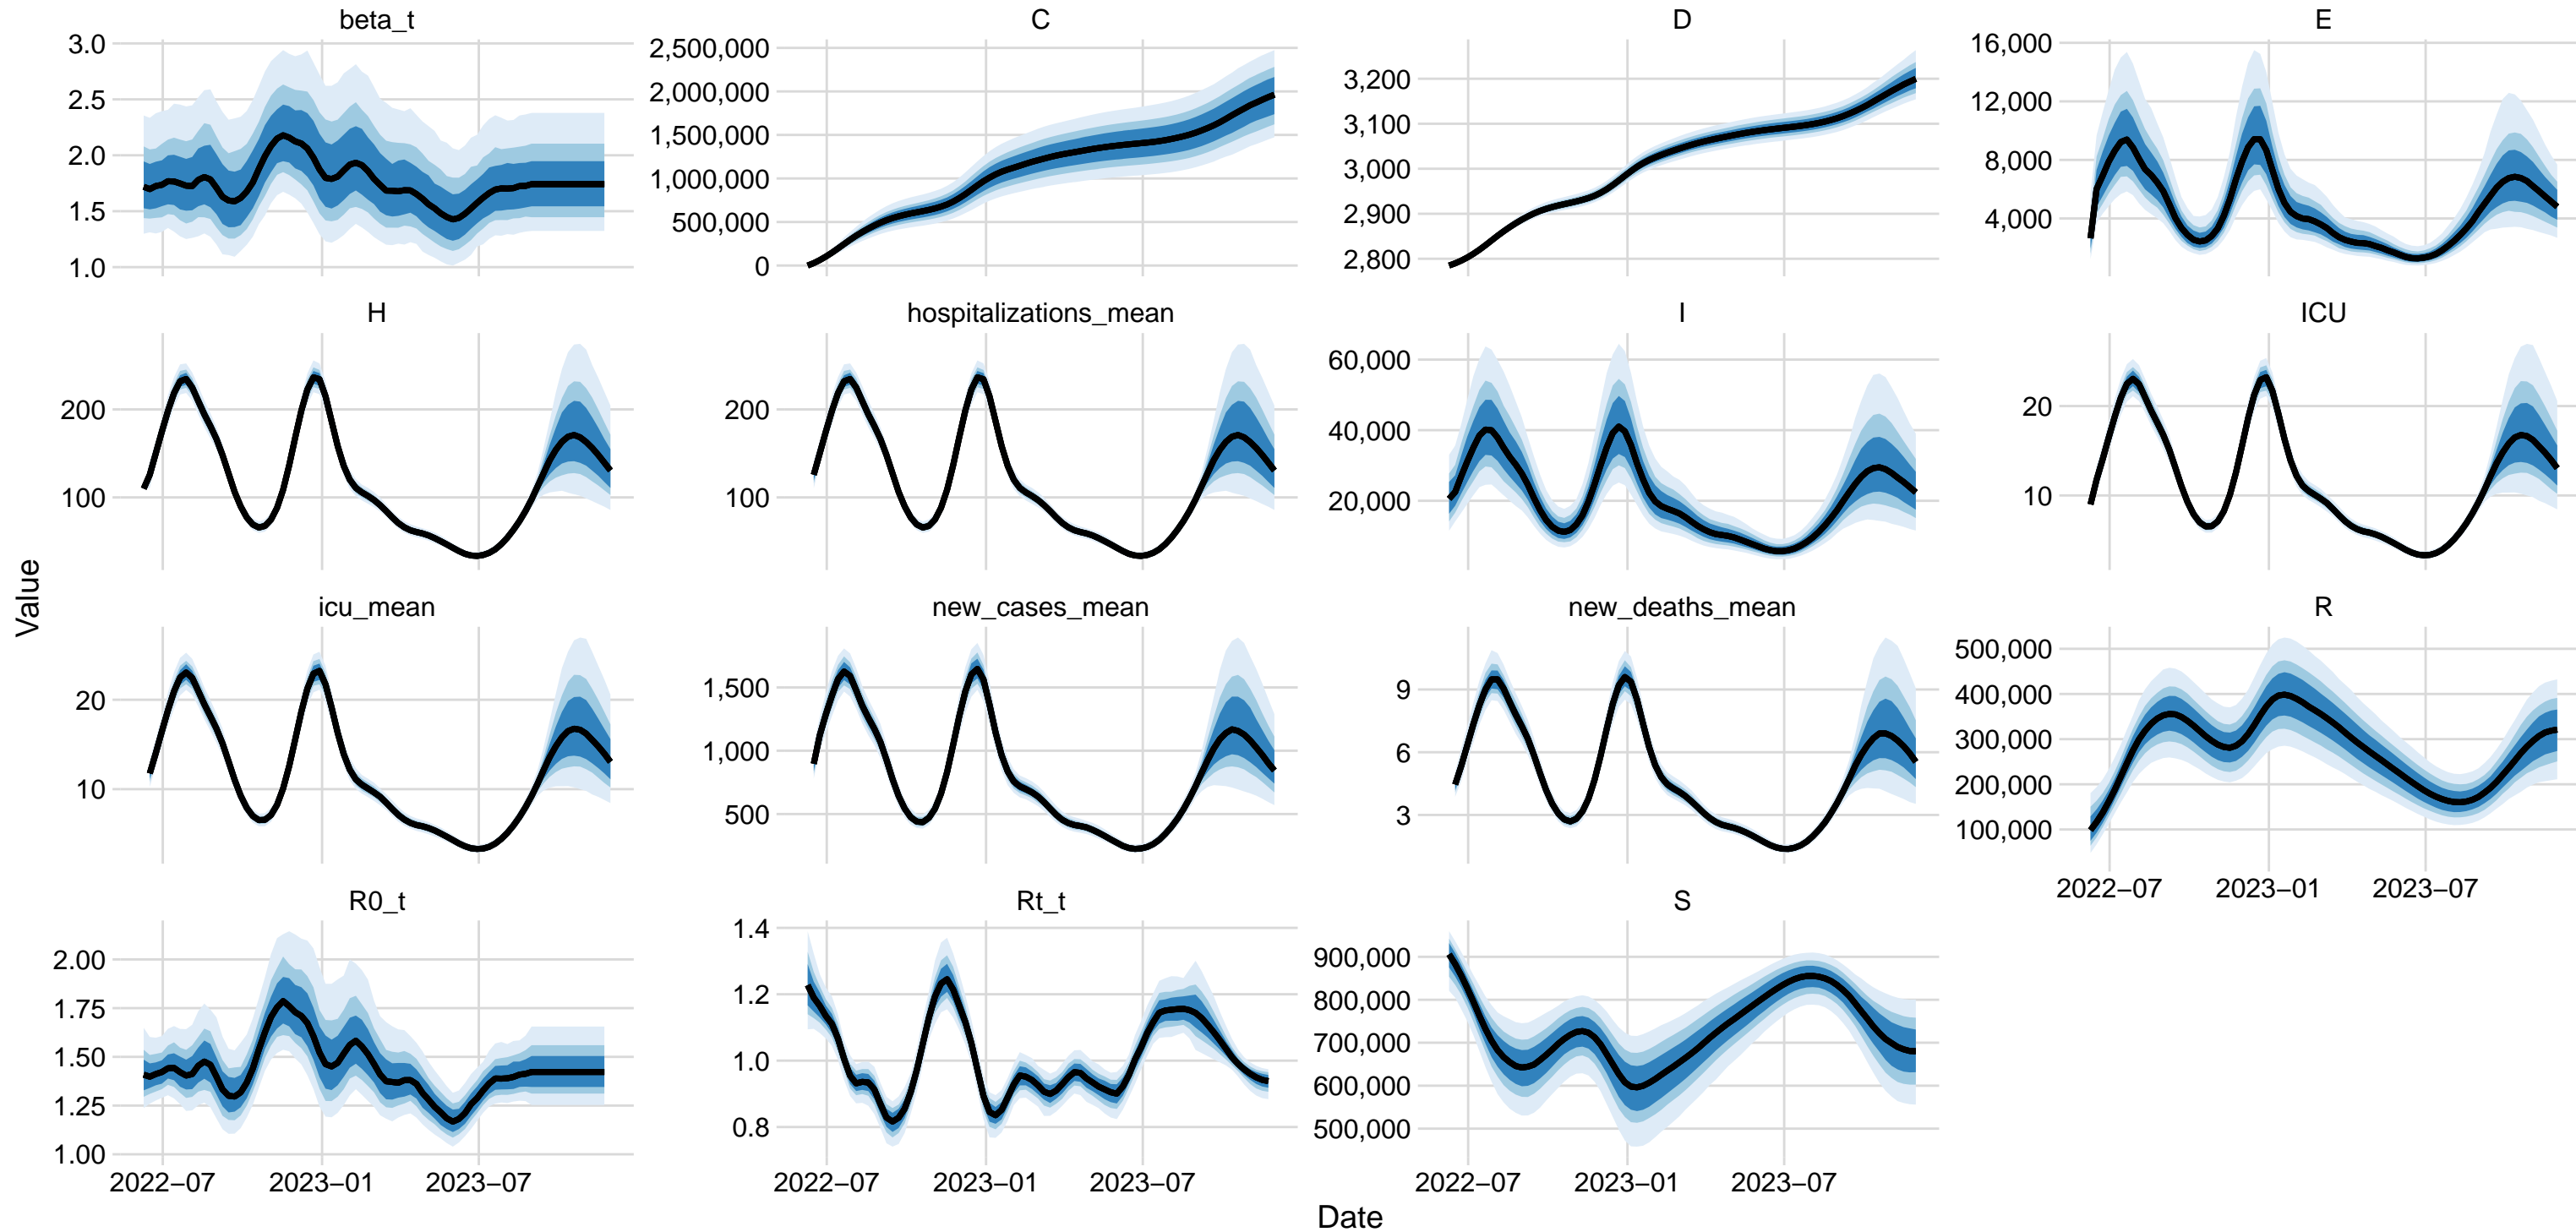 beta_t
C
D
E
3.0
2.5
2.0
1.5
1.0
2,500,000
2,000,000
1,500,000
1,000,000
500,000
0
3,200
3,100
3,000
2,900
2,800
16,000
12,000
8,000
4,000
H
hospitalizations_mean
I
ICU
200
100
200
100
60,000
40,000
20,000
20
10
icu_mean
new_cases_mean
new_deaths_mean
R
20
10
1,500
1,000
500
9
6
3
500,000
400,000
300,000
200,000
100,000
2022−07 2023−01 2023−07
R0_t
Rt_t
S
2.00
1.75
1.50
1.25
1.00
1.4
1.2
1.0
0.8
900,000
800,000
700,000
600,000
500,000
2022−07 2023−01 2023−07
2022−07 2023−01 2023−07
2022−07 2023−01 2023−07
Value
Date